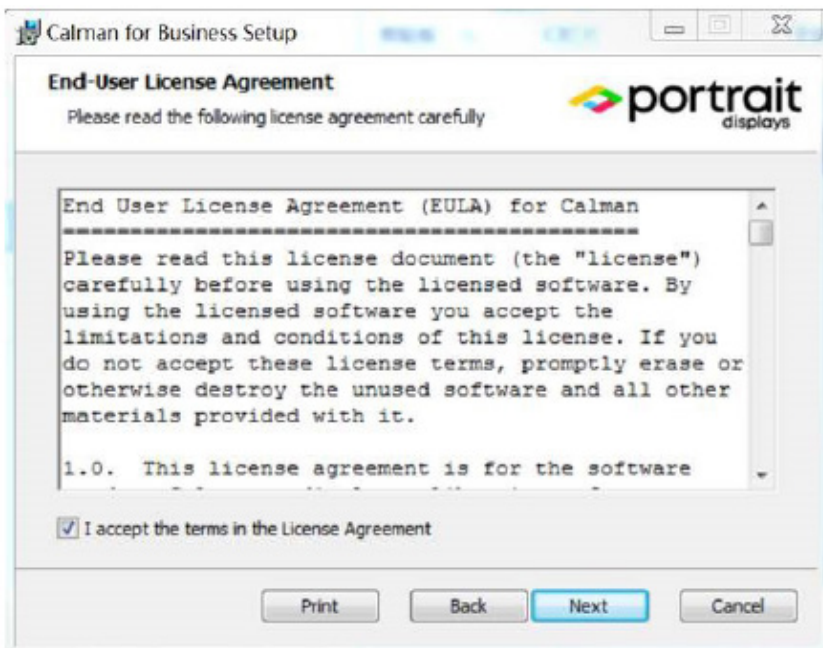 Calman for Business Setup
End-User License Agreement
Please read the following license agreement carefully
portrait
displays
End User License Agreement (EULA) for Calman
================================================
Please read this license document (the "license")
carefully before using the licensed software. By
using the licensed software you accept the
limitations and conditions of this license. If you
do not accept these license terms, promptly erase or
otherwise destroy the unused software and all other
materials provided with it.
1.0.  This license agreement is for the software
I accept the terms in the License Agreement
Print
Back
Next
Cancel